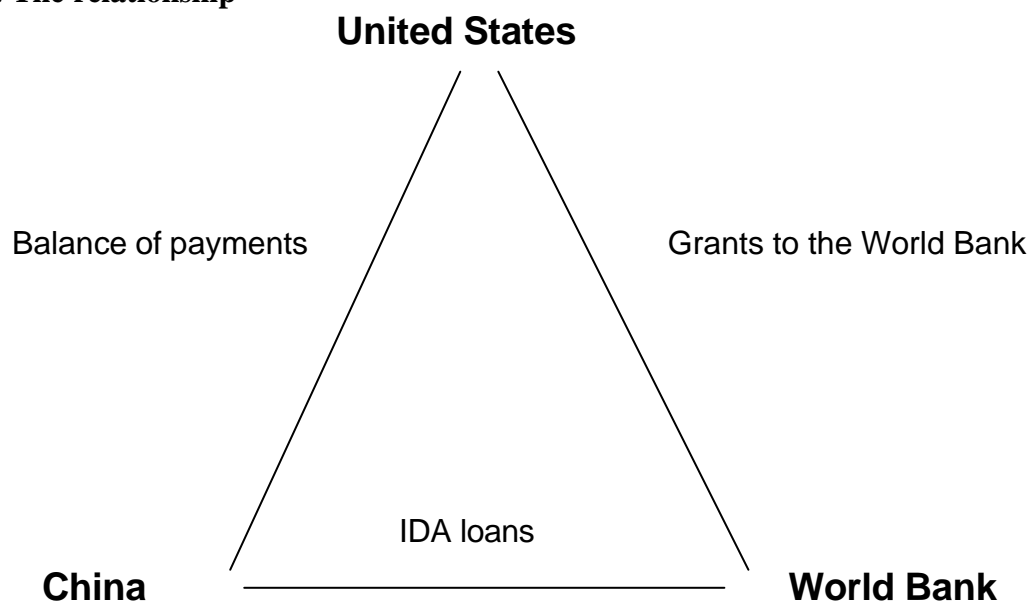 The relationship
United States
Balance of payments
Grants to the World Bank
IDA loans
China
World Bank